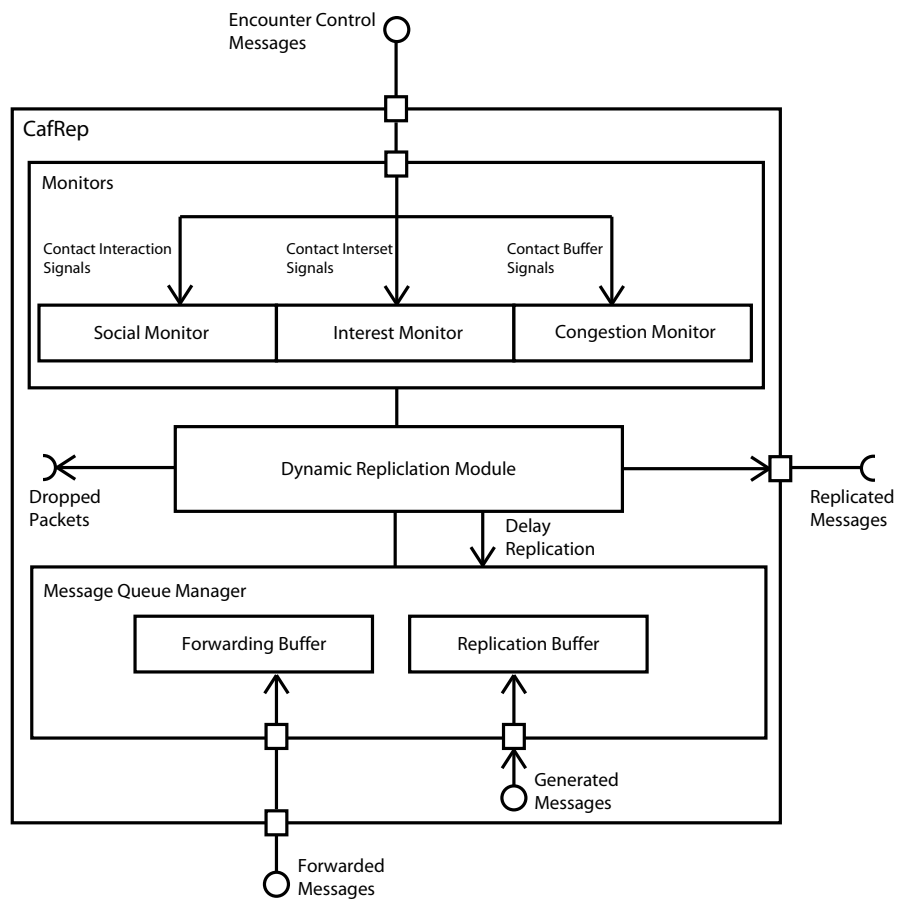 Encounter Control
Messages
CafRep
Monitors
Contact Interaction
Signals
Contact Interset
Signals
Contact Buffer
Signals
Social Monitor
Interest Monitor
Congestion Monitor
Dynamic Repliclation Module
Dropped
Packets
Replicated
Messages
Delay
Replication
Message Queue Manager
Forwarding Buffer
Replication Buffer
Generated
Messages
Forwarded
Messages